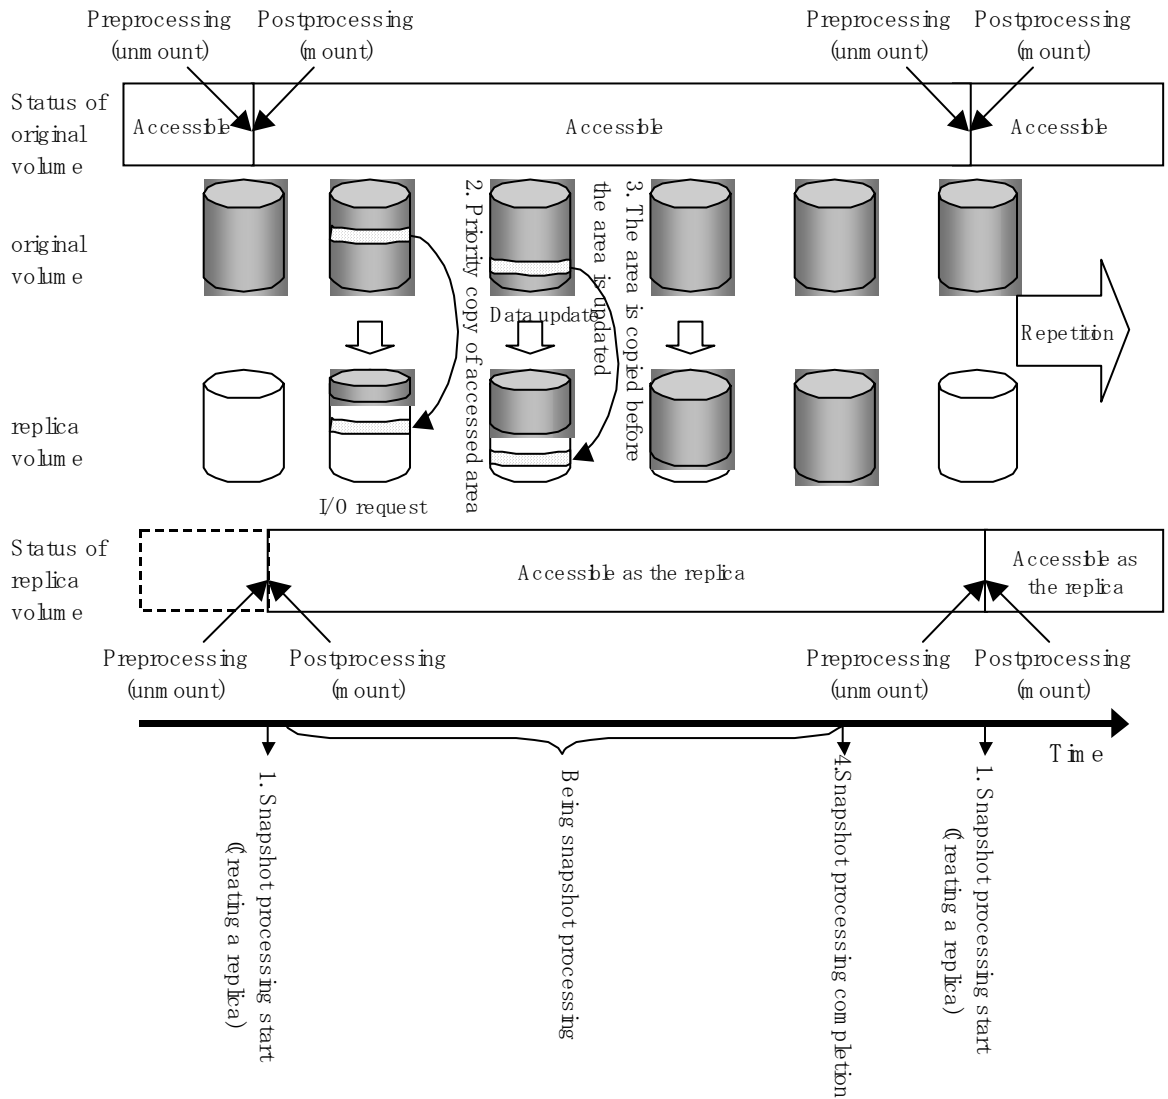 Preprocessing
(unmount)
Postprocessing
(mount)
Preprocessing
(unmount)
Postprocessing
(mount)
Status of
original
volume
Accessible
Accessible
Accessible
original
volume
2. Priority copy of accessed area
3. The area is copied before
the area is updated
Data update
Repetition
replica
volume
I/O request
Status of
replica
volume
Accessible as the replica
Accessible as
the replica
Preprocessing
(unmount)
Postprocessing
(mount)
Preprocessing
(unmount)
Postprocessing
(mount)
Time
1. Snapshot processing start
(Creating a replica)
Being snapshot processing
4.Snapshot processing completion
1. Snapshot processing start
(Creating a replica)